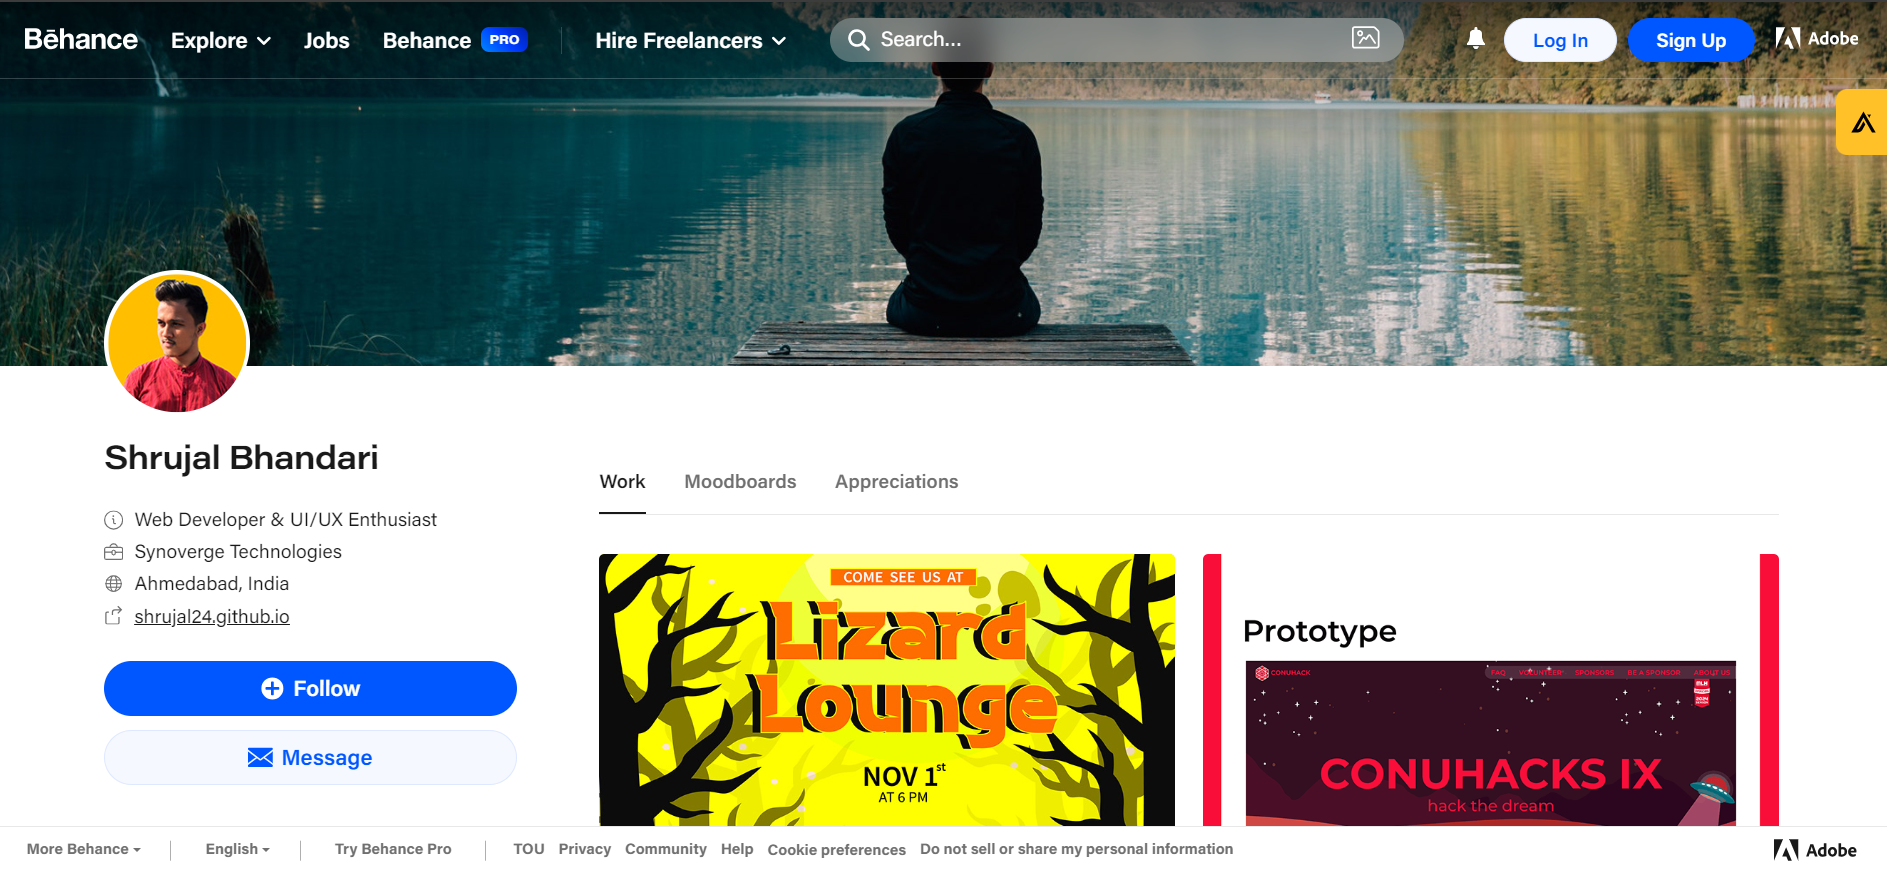 Bēhance
Explore
Jobs
Behance PRO
Hire Freelancers
Search...
Log In
Sign Up
Adobe
Shrujal Bhandari
Web Developer & UI/UX Enthusiast
Synoverge Technologies
Ahmedabad, India
shrujal24.github.io
Follow
Message
Work
Moodboards
Appreciations
COME SEE US AT
Lizard
Lounge
NOV 1st
AT 6 PM
Prototype
CONUHACK
FAQ VOLUNTEER SPONSORS BE A SPONSOR ABOUT US
MLH
CONUHACKS IX
hack the dream
More Behance
English
Try Behance Pro
TOU
Privacy
Community
Help
Cookie preferences
Do not sell or share my personal information
Adobe